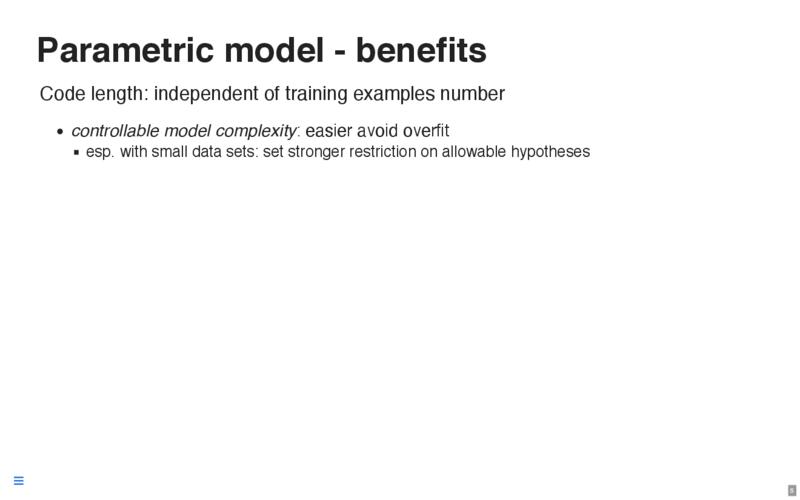 Parametric model - benefits
Code length: independent of training examples number
controllable model complexity: easier avoid overfit
esp. with small data sets: set stronger restriction on allowable hypotheses